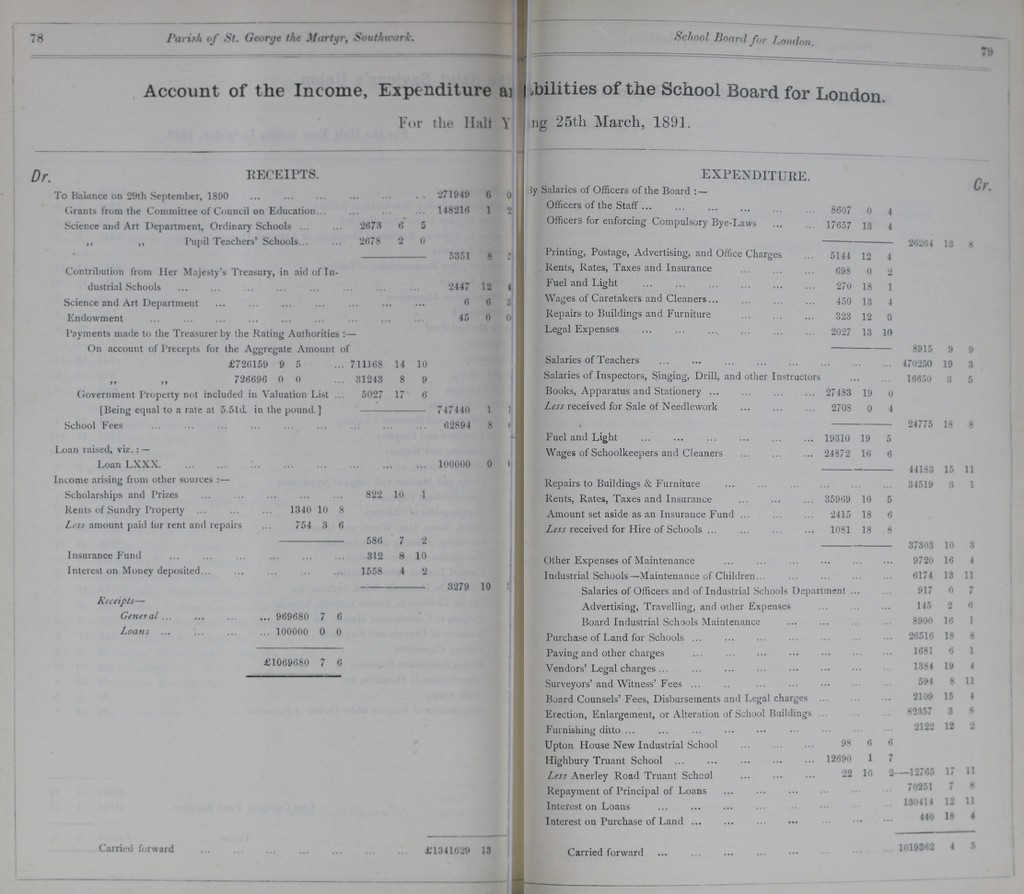 78 Parish of St. George the Martyr, Southwark.
Account of the Income, Expenditure
For the Half Y
Dr. RECEIPTS.
To Balance on 29th September, 1890 ... 271949 6 0
Grants from the Committee of Council on Education... 148216 1 2
Science and Art Department, Ordinary Schools ... 2673 6 5
,, ,, Pupil Teachers' Schools... 2678 2 0
5351 8
Contribution from Her Majesty's Treasury, in aid of In-
dustrial Schools ... 2447 12 4
Science and Art Department ... 6 6 3
Endowment ... 45 0 0
Payments made to the Treasurer by the Rating Authorities :—
On account of Precepts for the Aggregate Amount of
£726159 9 5 ... 711168 14 10
,, ,, 726696 0 0 ... 31243 8 9
Government Property not included in Valuation List ... 5027 17 6
[Being equal to a rate at 5.51d. in the pound.] 747440 1 1
School Fees ... 62894 8
Loan raised, viz. :—
Loan LXXX. ... 100000 0
Income arising from other sources :—
Scholarships and Prizes ... 822 10 1
Rents of Sundry Property ... 1340 10 8
Less amount paid for rent and repairs ... 754 3 6
586 7 2
Insurance Fund ... 312 8 10
Interest on Money deposited... 1558 4 2
3279 10
Receipts—
General ... 969680 7 6
Loans ... 100000 0 0
£1069680 7 6
Carried forward ... £1341629 13
School Board for London. 79
bilities of the School Board for London.
ng 25th March, 1891.
EXPENDITURE. Cr.
By Salaries of Officers of the Board :—
Officers of the Staff ... 8607 0 4
Officers for enforcing Compulsory Bye-Laws ... 17657 13 4
26264 13 8
Printing, Postage, Advertising, and Office Charges ... 5144 12 4
Rents, Rates, Taxes and Insurance ... 698 0 2
Fuel and Light ... 270 18 1
Wages of Caretakers and Cleaners... 450 13 4
Repairs to Buildings and Furniture ... 323 12 0
Legal Expenses ... 2027 13 10
8915 9 9
Salaries of Teachers ... 470250 19 3
Salaries of Inspectors, Singing, Drill, and other Instructors ... 16650 3 5
Books, Apparatus and Stationery ... 27483 19 0
Less received for Sale of Needlework ... 2708 0 4
24775 18 8
Fuel and Light ... 19310 19 5
Wages of Schoolkeepers and Cleaners ... 24872 16 6
44183 15 11
Repairs to Buildings & Furniture ... 34519 3 1
Rents, Rates, Taxes and Insurance ... 35969 10 5
Amount set aside as an Insurance Fund ... 2415 18 6
Less received for Hire of Schools ... 1081 18 8
37303 10 3
Other Expenses of Maintenance ... 9720 16 4
Industrial Schools—Maintenance of Children... 6174 13 11
Salaries of Officers and of Industrial Schools Department ... 917 0 7
Advertising, Travelling, and other Expenses ... 145 2 6
Board Industrial Schools Maintenance ... 8900 16 1
Purchase of Land for Schools ... 26516 18 8
Paving and other charges ... 1681 6 1
Vendors' Legal charges ... 1384 19 4
Surveyors' and Witness' Fees ... 594 8 11
Board Counsels' Fees, Disbursements and Legal charges ... 2109 15 4
Erection, Enlargement, or Alteration of School Buildings ... 82357 3 8
Furnishing ditto ... 2122 12 2
Upton House New Industrial School ... 98 6 6
Highbury Truant School ... 12690 1 7
Less Anerley Road Truant School ... 22 10 2—12765 17 11
Repayment of Principal of Loans ... 70251 7 8
Interest on Loans ... 130414 12 11
Interest on Purchase of Land ... 440 18 4
Carried forward ... 1019362 4 5